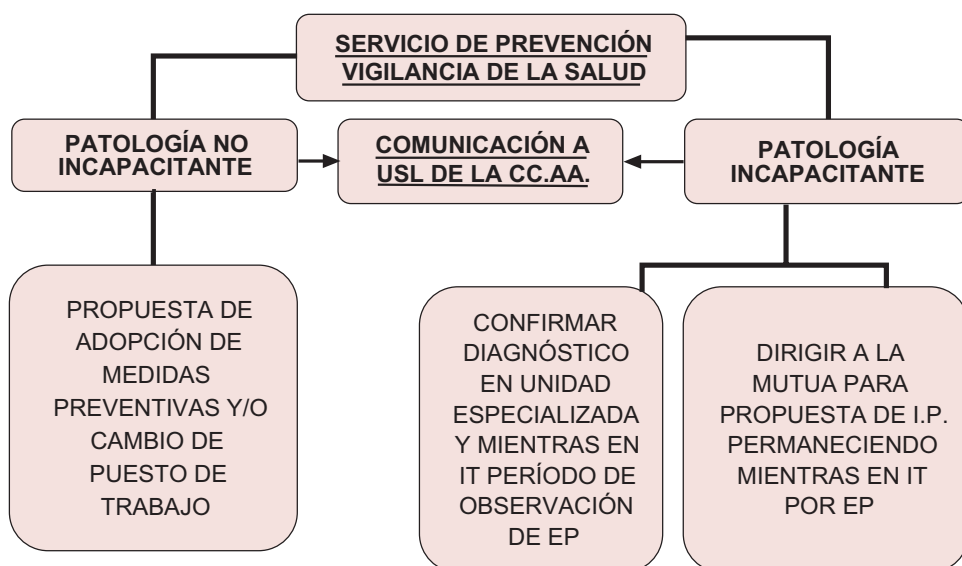 SERVICIO DE PREVENCIÓN
VIGILANCIA DE LA SALUD
PATOLOGÍA NO
INCAPACITANTE
COMUNICACIÓN A
USL DE LA CC.AA.
PATOLOGÍA
INCAPACITANTE
PROPUESTA DE
ADOPCIÓN DE
MEDIDAS
PREVENTIVAS Y/O
CAMBIO DE
PUESTO DE
TRABAJO
CONFIRMAR
DIAGNÓSTICO
EN UNIDAD
ESPECIALIZADA
Y MIENTRAS EN
IT PERÍODO DE
OBSERVACIÓN
DE EP
DIRIGIR A LA
MUTUA PARA
PROPUESTA DE I.P.
PERMANECIENDO
MIENTRAS EN IT
POR EP